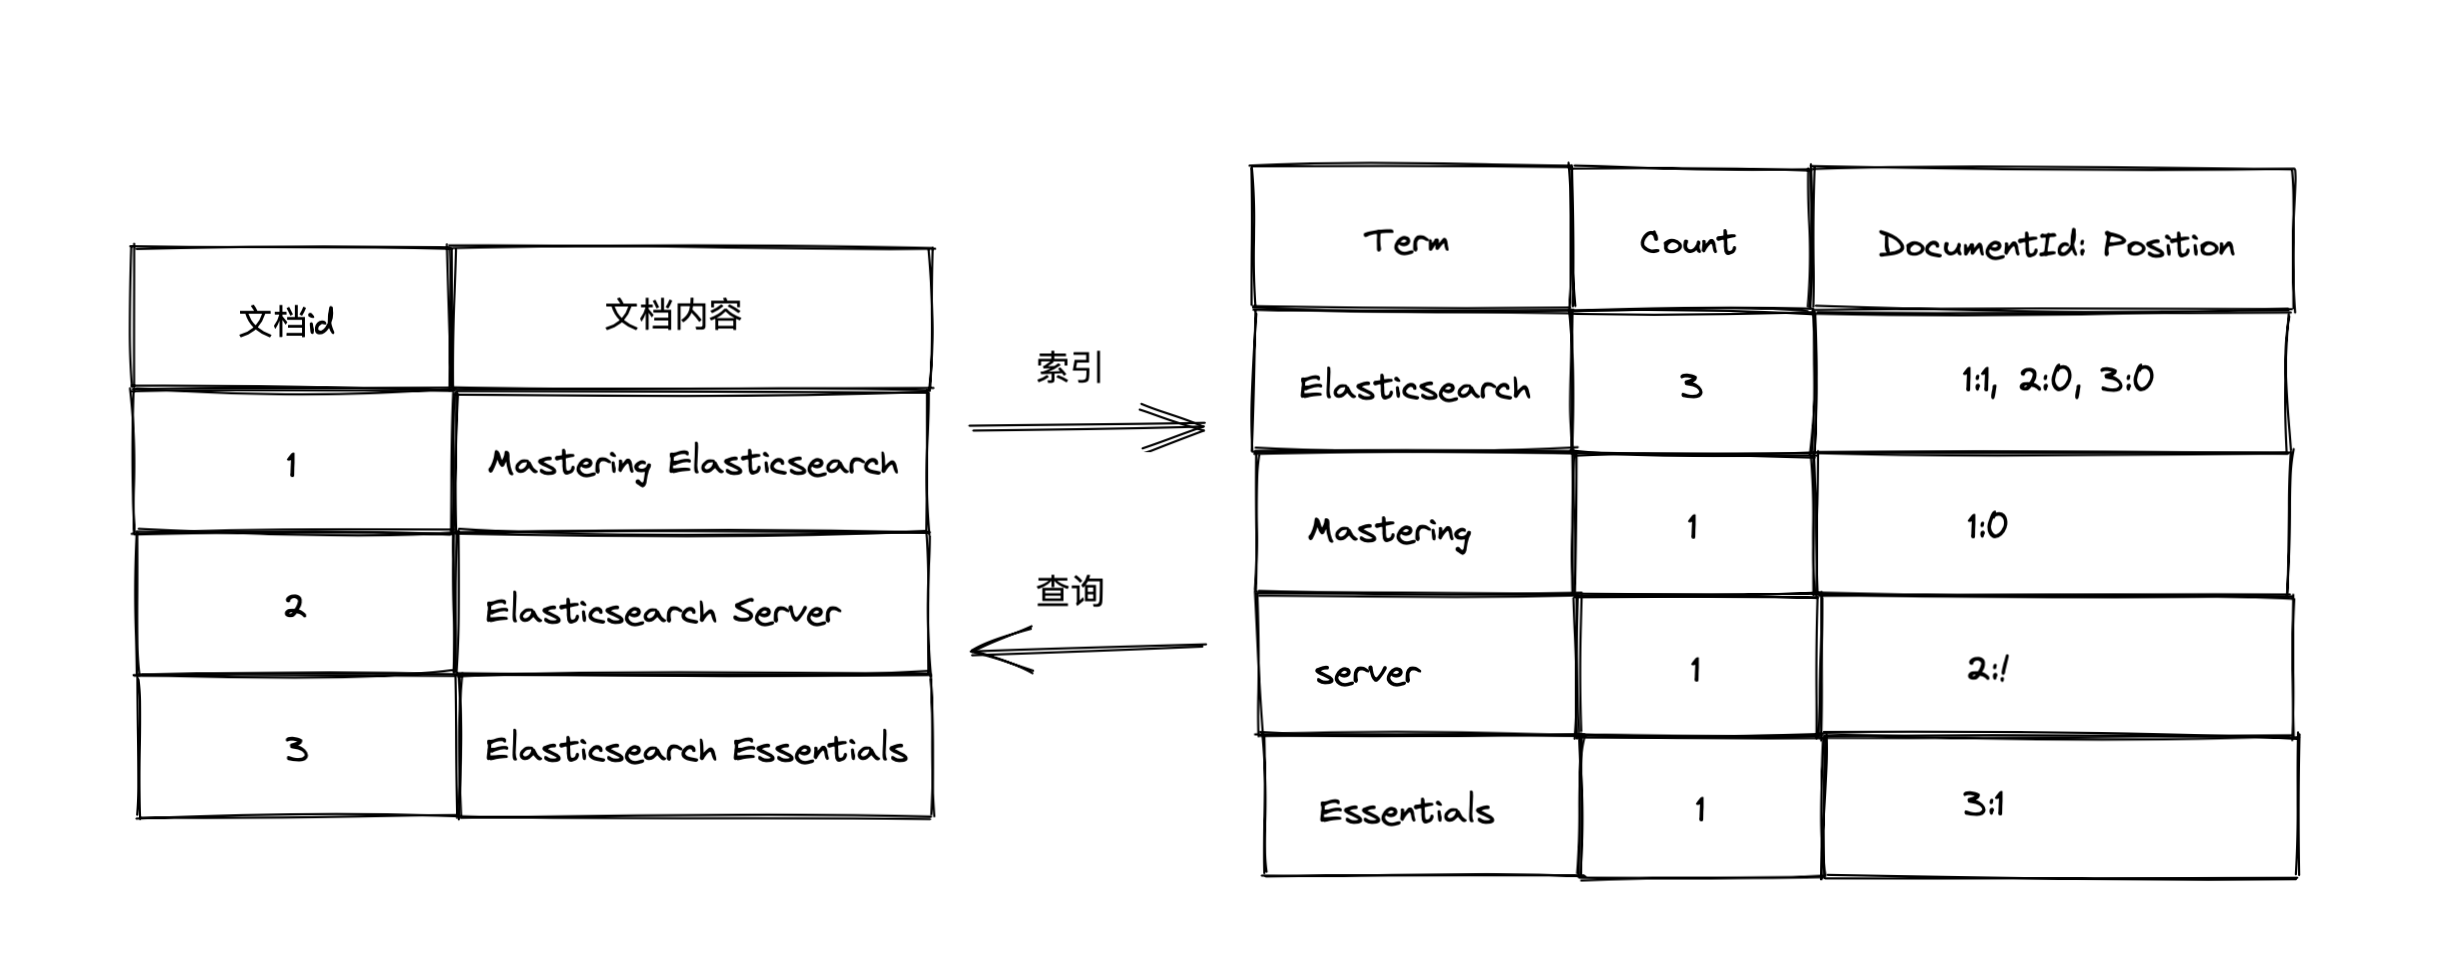 文档id 文档内容
1 Mastering Elasticsearch
2 Elasticsearch Server
3 Elasticsearch Essentials
索引
查询
Term Count DocumentId: Position
Elasticsearch 3 1:1, 2:0, 3:0
Mastering 1 1:0
server 1 2:!
Essentials 1 3:1